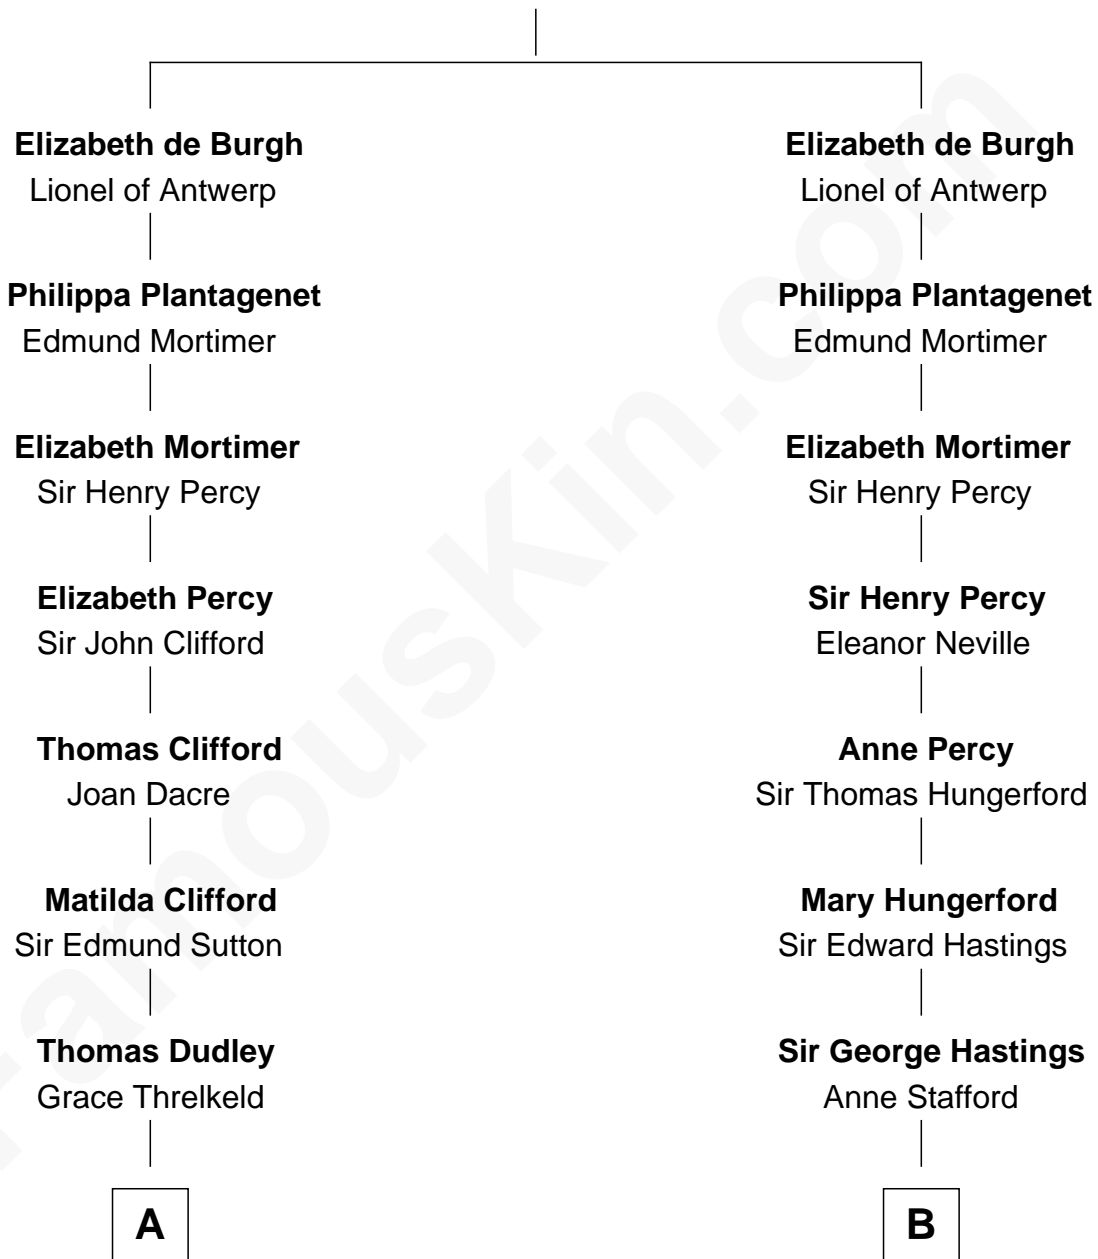 Elizabeth de Burgh
Lionel of Antwerp
Philippa Plantagenet
Edmund Mortimer
Elizabeth Mortimer
Sir Henry Percy
Elizabeth Percy
Sir John Clifford
Thomas Clifford
Joan Dacre
Matilda Clifford
Sir Edmund Sutton
Thomas Dudley
Grace Threlkeld
A
Elizabeth de Burgh
Lionel of Antwerp
Philippa Plantagenet
Edmund Mortimer
Elizabeth Mortimer
Sir Henry Percy
Sir Henry Percy
Eleanor Neville
Anne Percy
Sir Thomas Hungerford
Mary Hungerford
Sir Edward Hastings
Sir George Hastings
Anne Stafford
B
FamousKin.com